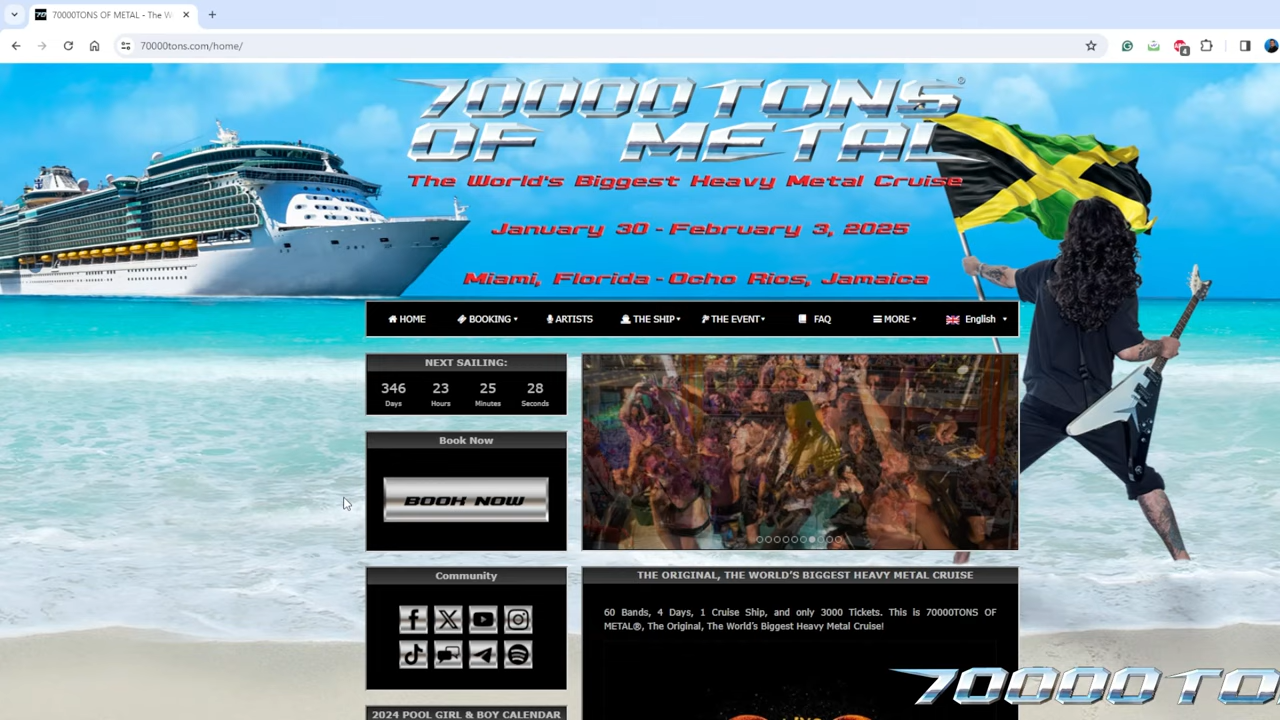 70000TONS OF METAL - The W
70000tons.com/home/
4
70000TONS
OF METAL
®
The World's Biggest Heavy Metal Cruise
January 30 - February 3, 2025
Miami, Florida - Ocho Rios, Jamaica
HOME BOOKING ARTISTS THE SHIP THE EVENT FAQ MORE English
NEXT SAILING:
346 23 25 28
Days Hours Minutes Seconds
Book Now
BOOK NOW
Community
THE ORIGINAL, THE WORLD'S BIGGEST HEAVY METAL CRUISE
60 Bands, 4 Days, 1 Cruise Ship, and only 3000 Tickets. This is 70000TONS OF
METAL®, The Original, The World's Biggest Heavy Metal Cruise!
2024 POOL GIRL & BOY CALENDAR
70000TO